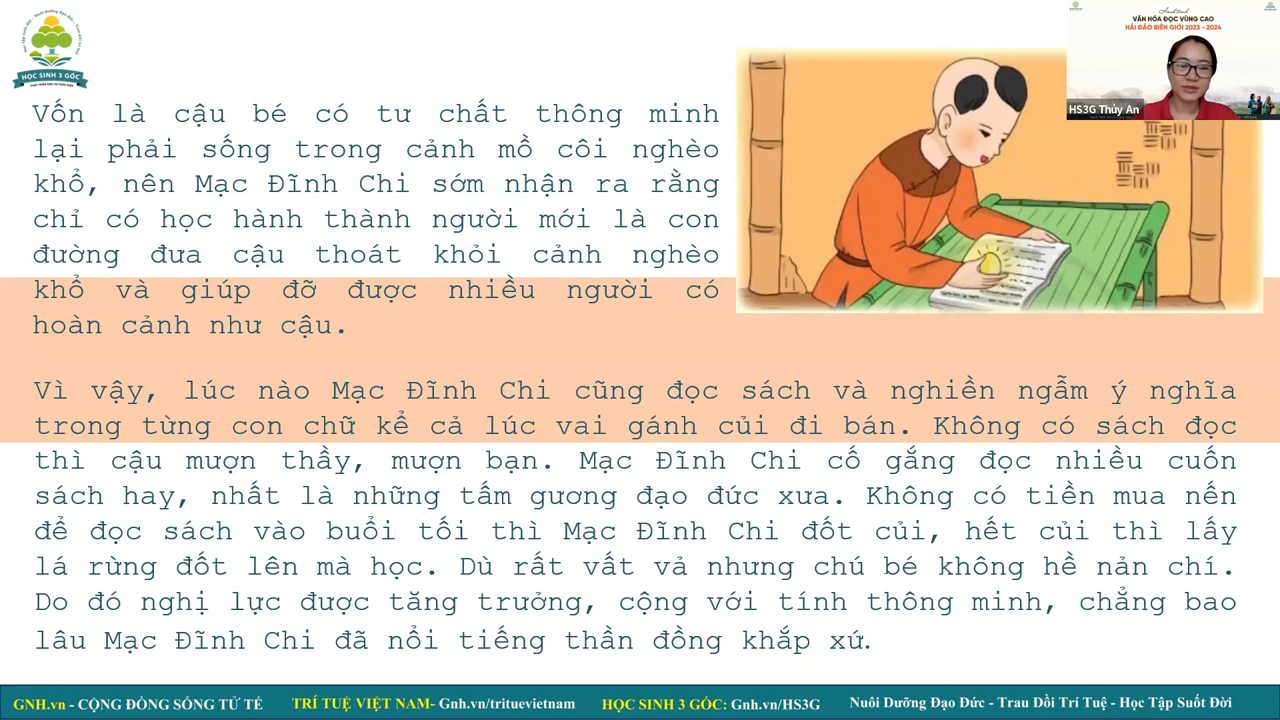 HỌC SINH 3 GỐC
VĂN HÓA ĐỌC VÙNG CAO
HẢI ĐẢO BIÊN GIỚI 2023 - 2024
HS3G Thủy An
Vốn là cậu bé có tư chất thông minh
lại phải sống trong cảnh mồ côi nghèo
khổ, nên Mạc Đĩnh Chi sớm nhận ra rằng
chỉ có học hành thành người mới là con
đường đưa cậu thoát khỏi cảnh nghèo
khổ và giúp đỡ được nhiều người có
hoàn cảnh như cậu.
Vì vậy, lúc nào Mạc Đĩnh Chi cũng đọc sách và nghiền ngẫm ý nghĩa
trong từng con chữ kể cả lúc vai gánh củi đi bán. Không có sách đọc
thì cậu mượn thầy, mượn bạn. Mạc Đĩnh Chi cố gắng đọc nhiều cuốn
sách hay, nhất là những tấm gương đạo đức xưa. Không có tiền mua nến
để đọc sách vào buổi tối thì Mạc Đĩnh Chi đốt củi, hết củi thì lấy
lá rừng đốt lên mà học. Dù rất vất vả nhưng chú bé không hề nản chí.
Do đó nghị lực được tăng trưởng, cộng với tính thông minh, chẳng bao
lâu Mạc Đĩnh Chi đã nổi tiếng thần đồng khắp xứ.
GNH.vn - CỘNG ĐỒNG SỐNG TỬ TẾ TRÍ TUỆ VIỆT NAM- Gnh.vn/tritueviet​nam HỌC SINH 3 GỐC: Gnh.vn/HS3G Nuôi Dưỡng Đạo Đức - Trau Dồi Trí Tuệ - Học Tập Suốt Đời